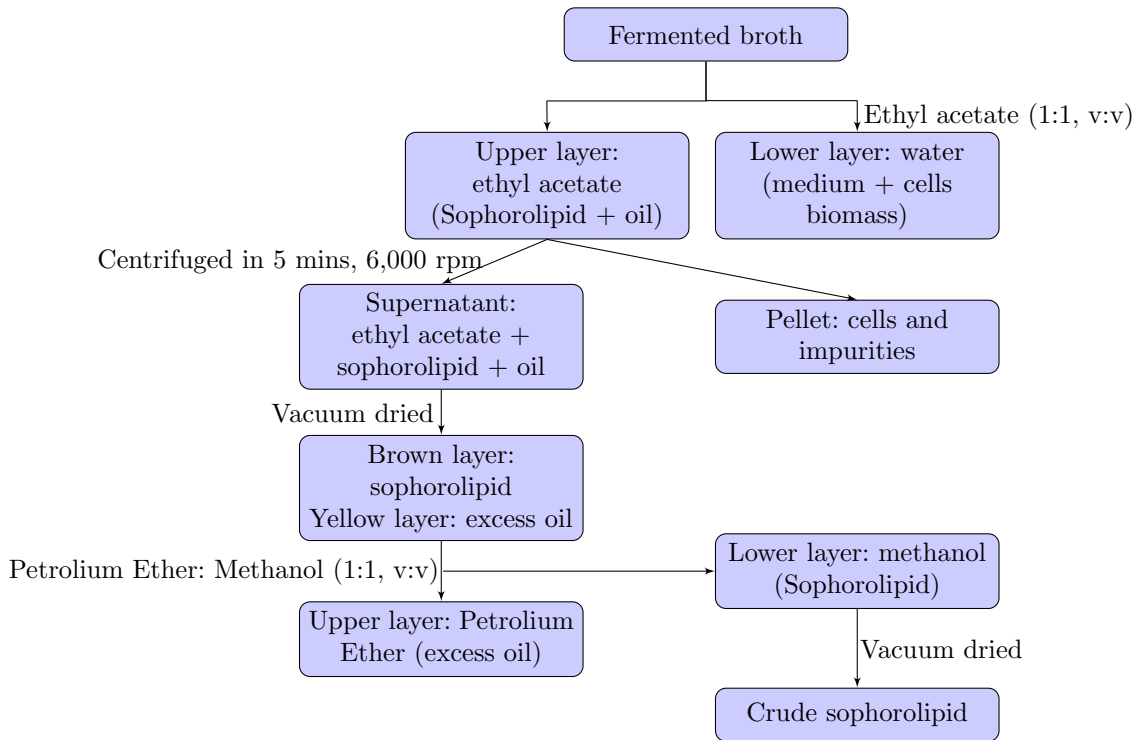 Fermented broth
Ethyl acetate (1:1, v:v)
Upper layer:
ethyl acetate
(Sophorolipid + oil)
Lower layer: water
(medium + cells
biomass)
Centrifuged in 5 mins, 6,000 rpm
Supernatant:
ethyl acetate +
sophorolipid + oil
Pellet: cells and
impurities
Vacuum dried
Brown layer:
sophorolipid
Yellow layer: excess oil
Petrolium Ether: Methanol (1:1, v:v)
Lower layer: methanol
(Sophorolipid)
Upper layer: Petrolium
Ether (excess oil)
Vacuum dried
Crude sophorolipid